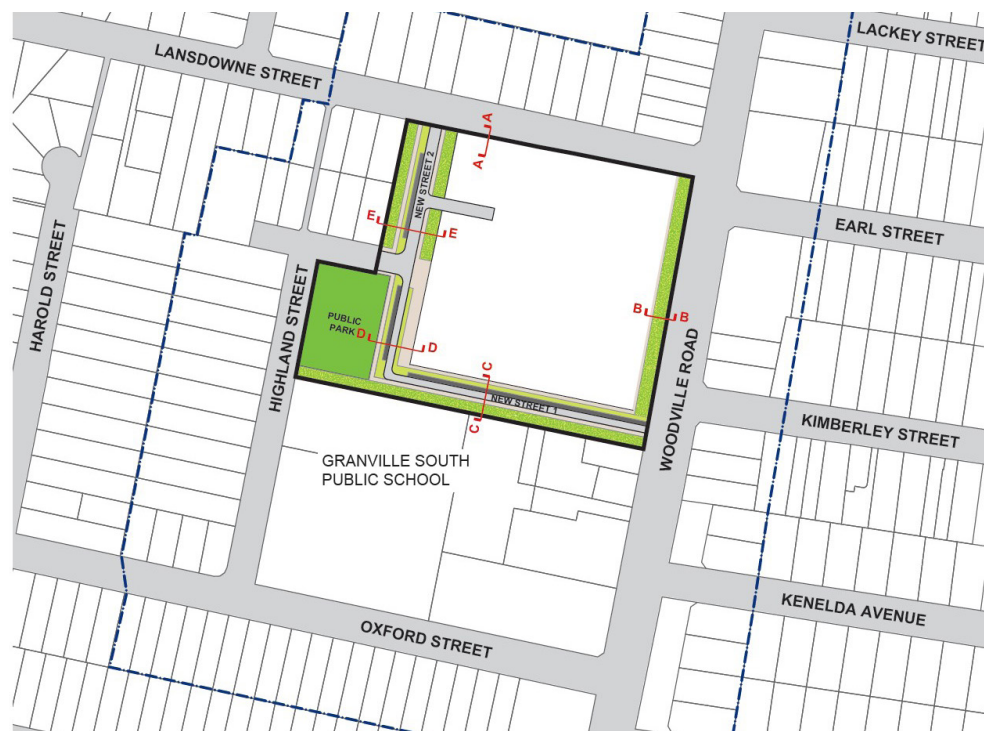 LACKEY STREET
LANSDOWNE STREET
A
A
NEW STREET 2
E
E
EARL STREET
HAROLD STREET
HIGHLAND STREET
PUBLIC
PARK
B
B
D
D
C
NEW STREET 1
C
WOODVILLE ROAD
KIMBERLEY STREET
GRANVILLE SOUTH
PUBLIC SCHOOL
KENELDA AVENUE
OXFORD STREET